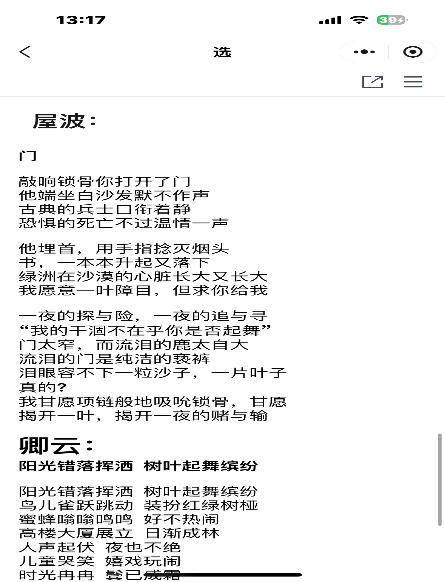 13:17
39
选
屋波：
门
敲响锁骨你打开了门
他端坐白沙发默不作声
古典的兵士口衔着静
恐惧的死亡不过温情一声
他埋首，用手指捻灭烟头
书，一本本升起又落下
绿洲在沙漠的心脏长大又长大
我愿意一叶障目，但求你给我
一夜的探与险，一夜的追与寻
“我的干涸不在乎你是否起舞”
门太窄，而流泪的鹿太自大
流泪的门是纯洁的亵裤
泪眼容不下一粒沙子，一片叶子
真的？
我甘愿项链般地吸吮锁骨，甘愿
揭开一叶，揭开一夜的赌与输
卿云：
阳光错落挥洒 树叶起舞缤纷
阳光错落挥洒 树叶起舞缤纷
鸟儿雀跃跳动 装扮红绿树桠
蜜蜂嗡嗡鸣鸣 好不热闹
高楼大厦展立 日渐成林
人声起伏 夜也不绝
儿童哭笑 嬉戏玩闹
时光冉冉 鬓已成霜